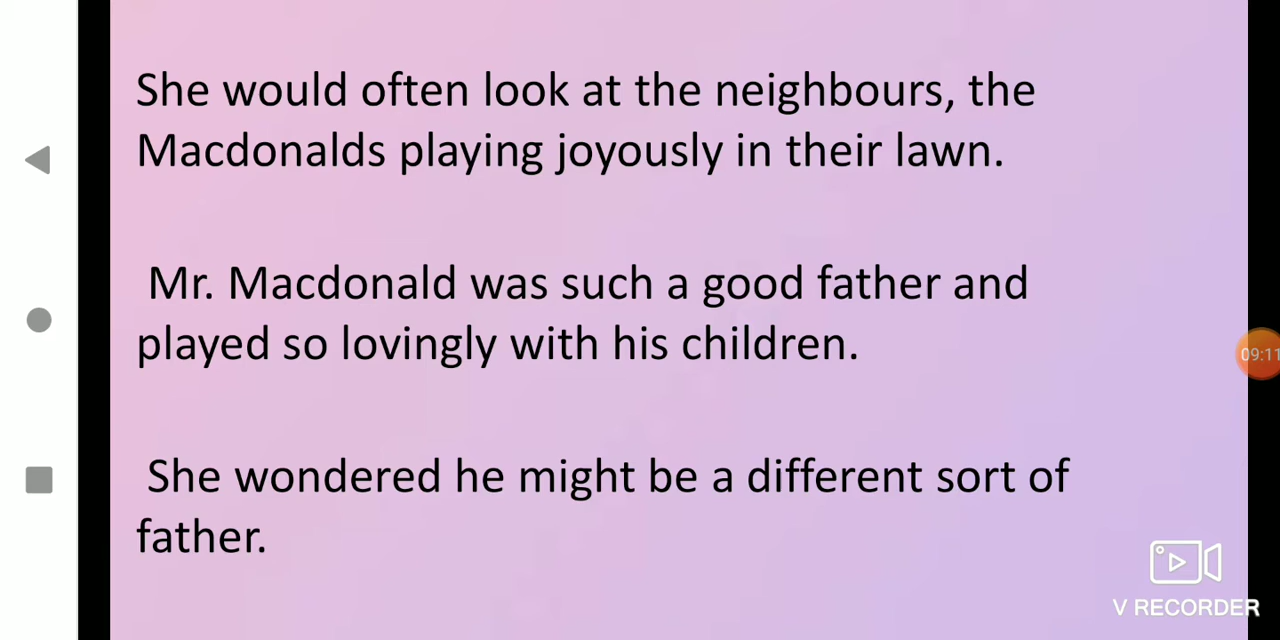 She would often look at the neighbours, the
Macdonalds playing joyously in their lawn.
Mr. Macdonald was such a good father and
played so lovingly with his children.
She wondered he might be a different sort of
father.
09:11
V RECORDER